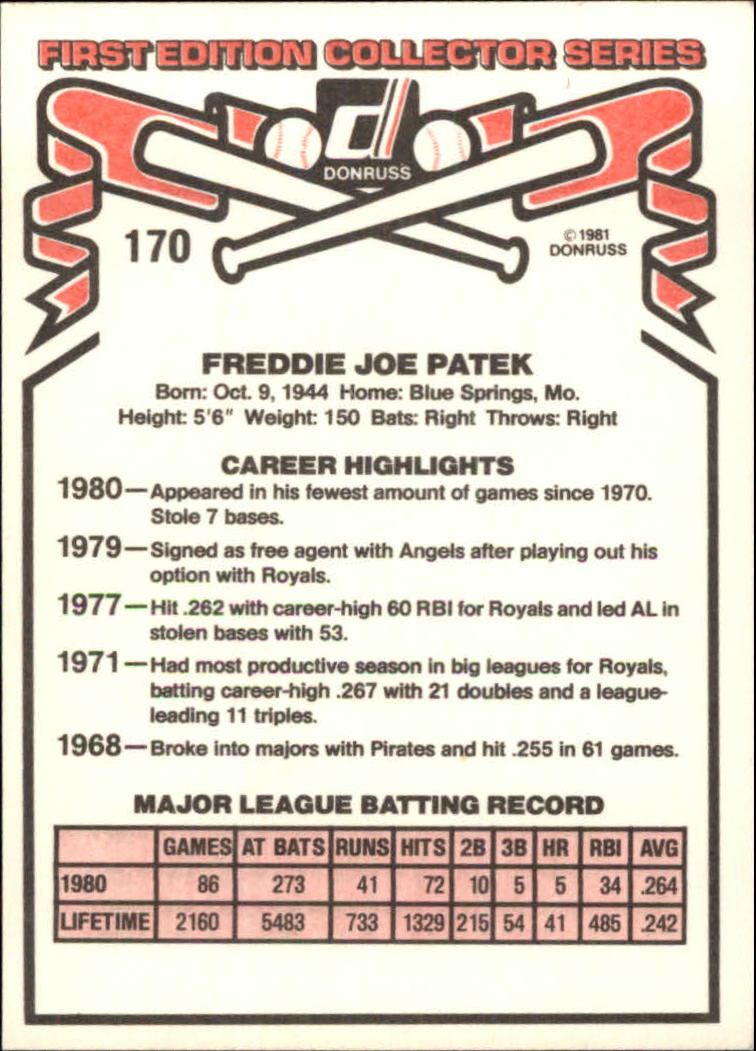 FIRST EDITION COLLECTOR SERIES
d
DONRUSS
170
© 1981
DONRUSS
FREDDIE JOE PATEK
Born: Oct. 9, 1944 Home: Blue Springs, Mo.
Height: 5'6" Weight: 150 Bats: Right Throws: Right
CAREER HIGHLIGHTS
1980—Appeared in his fewest amount of games since 1970.
Stole 7 bases.
1979—Signed as free agent with Angels after playing out his
option with Royals.
1977—Hit .262 with career-high 60 RBI for Royals and led AL in
stolen bases with 53.
1971—Had most productive season in big leagues for Royals,
batting career-high .267 with 21 doubles and a league-
leading 11 triples.
1968—Broke into majors with Pirates and hit .255 in 61 games.
MAJOR LEAGUE BATTING RECORD
GAMES AT BATS RUNS HITS 2B 3B HR RBI AVG
1980 86 273 41 72 10 5 5 34 .264
LIFETIME 2160 5483 733 1329 215 54 41 485 .242